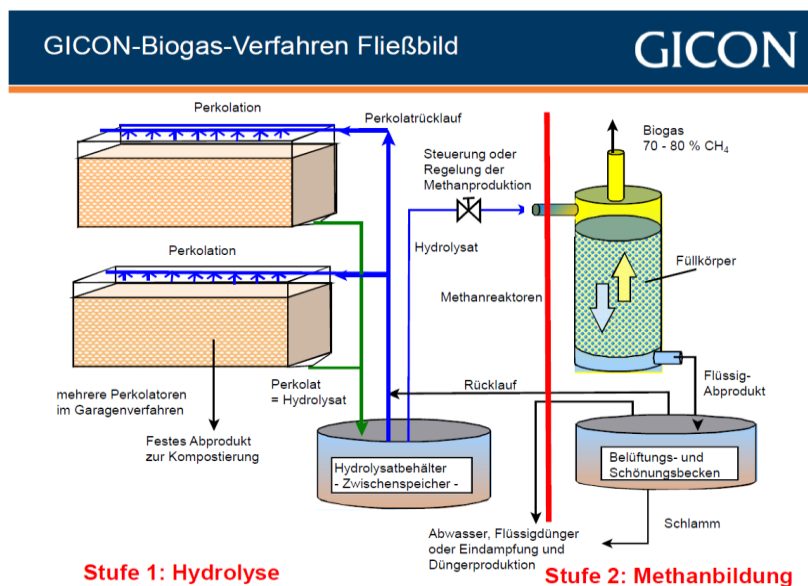 GICON-Biogas-Verfahren Fließbild
GICON
Perkolation
Perkolatrücklauf
Biogas
70 - 80 % CH₄
Steuerung oder
Regelung der
Methanproduktion
Perkolation
Hydrolysat
Füllkörper
Methanreaktoren
mehrere Perkolatoren
im Garagenverfahren
Perkolat
= Hydrolysat
Rücklauf
Flüssig-
Abprodukt
Festes Abprodukt
zur Kompostierung
Hydrolysatbehälter
- Zwischenspeicher -
Belüftungs- und
Schönungsbecken
Abwasser, Flüssigdünger
oder Eindampfung und
Düngerproduktion
Schlamm
Stufe 1: Hydrolyse
Stufe 2: Methanbildung